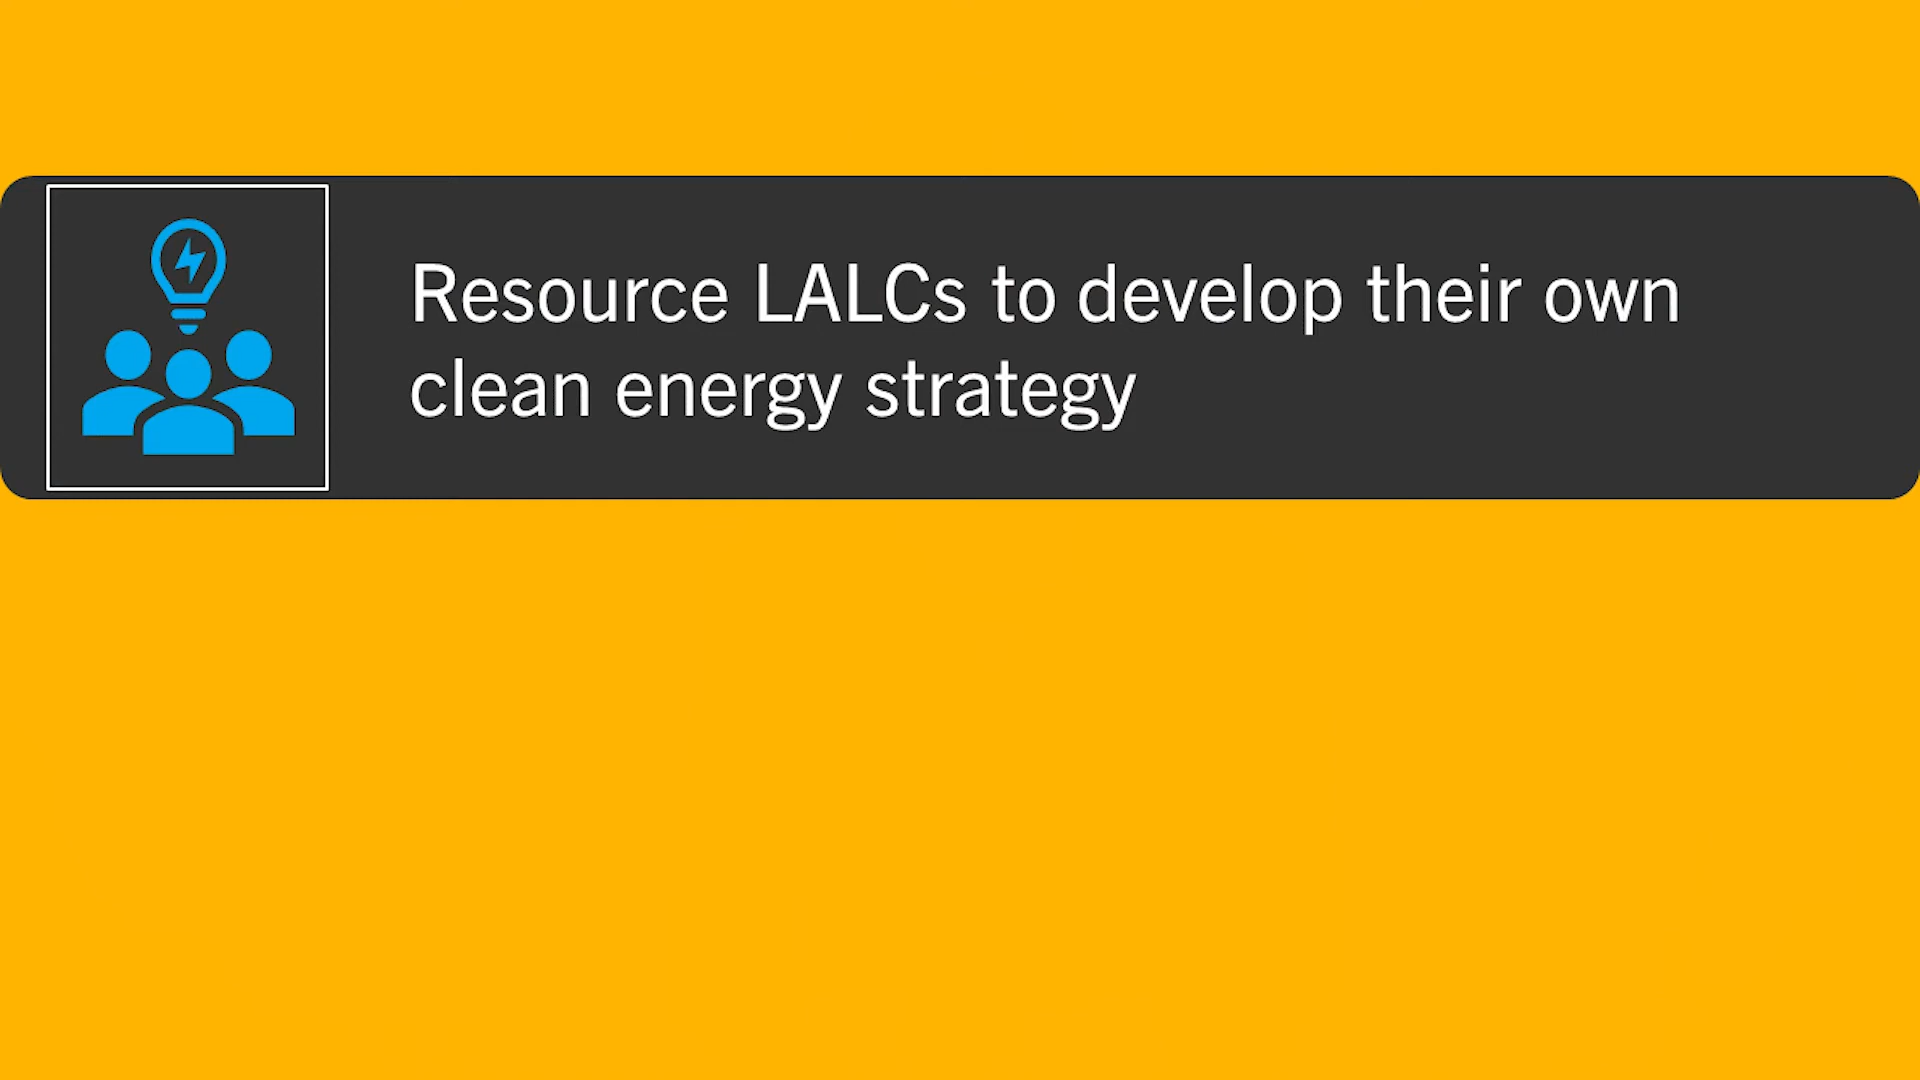 Resource LALCs to develop their own
clean energy strategy